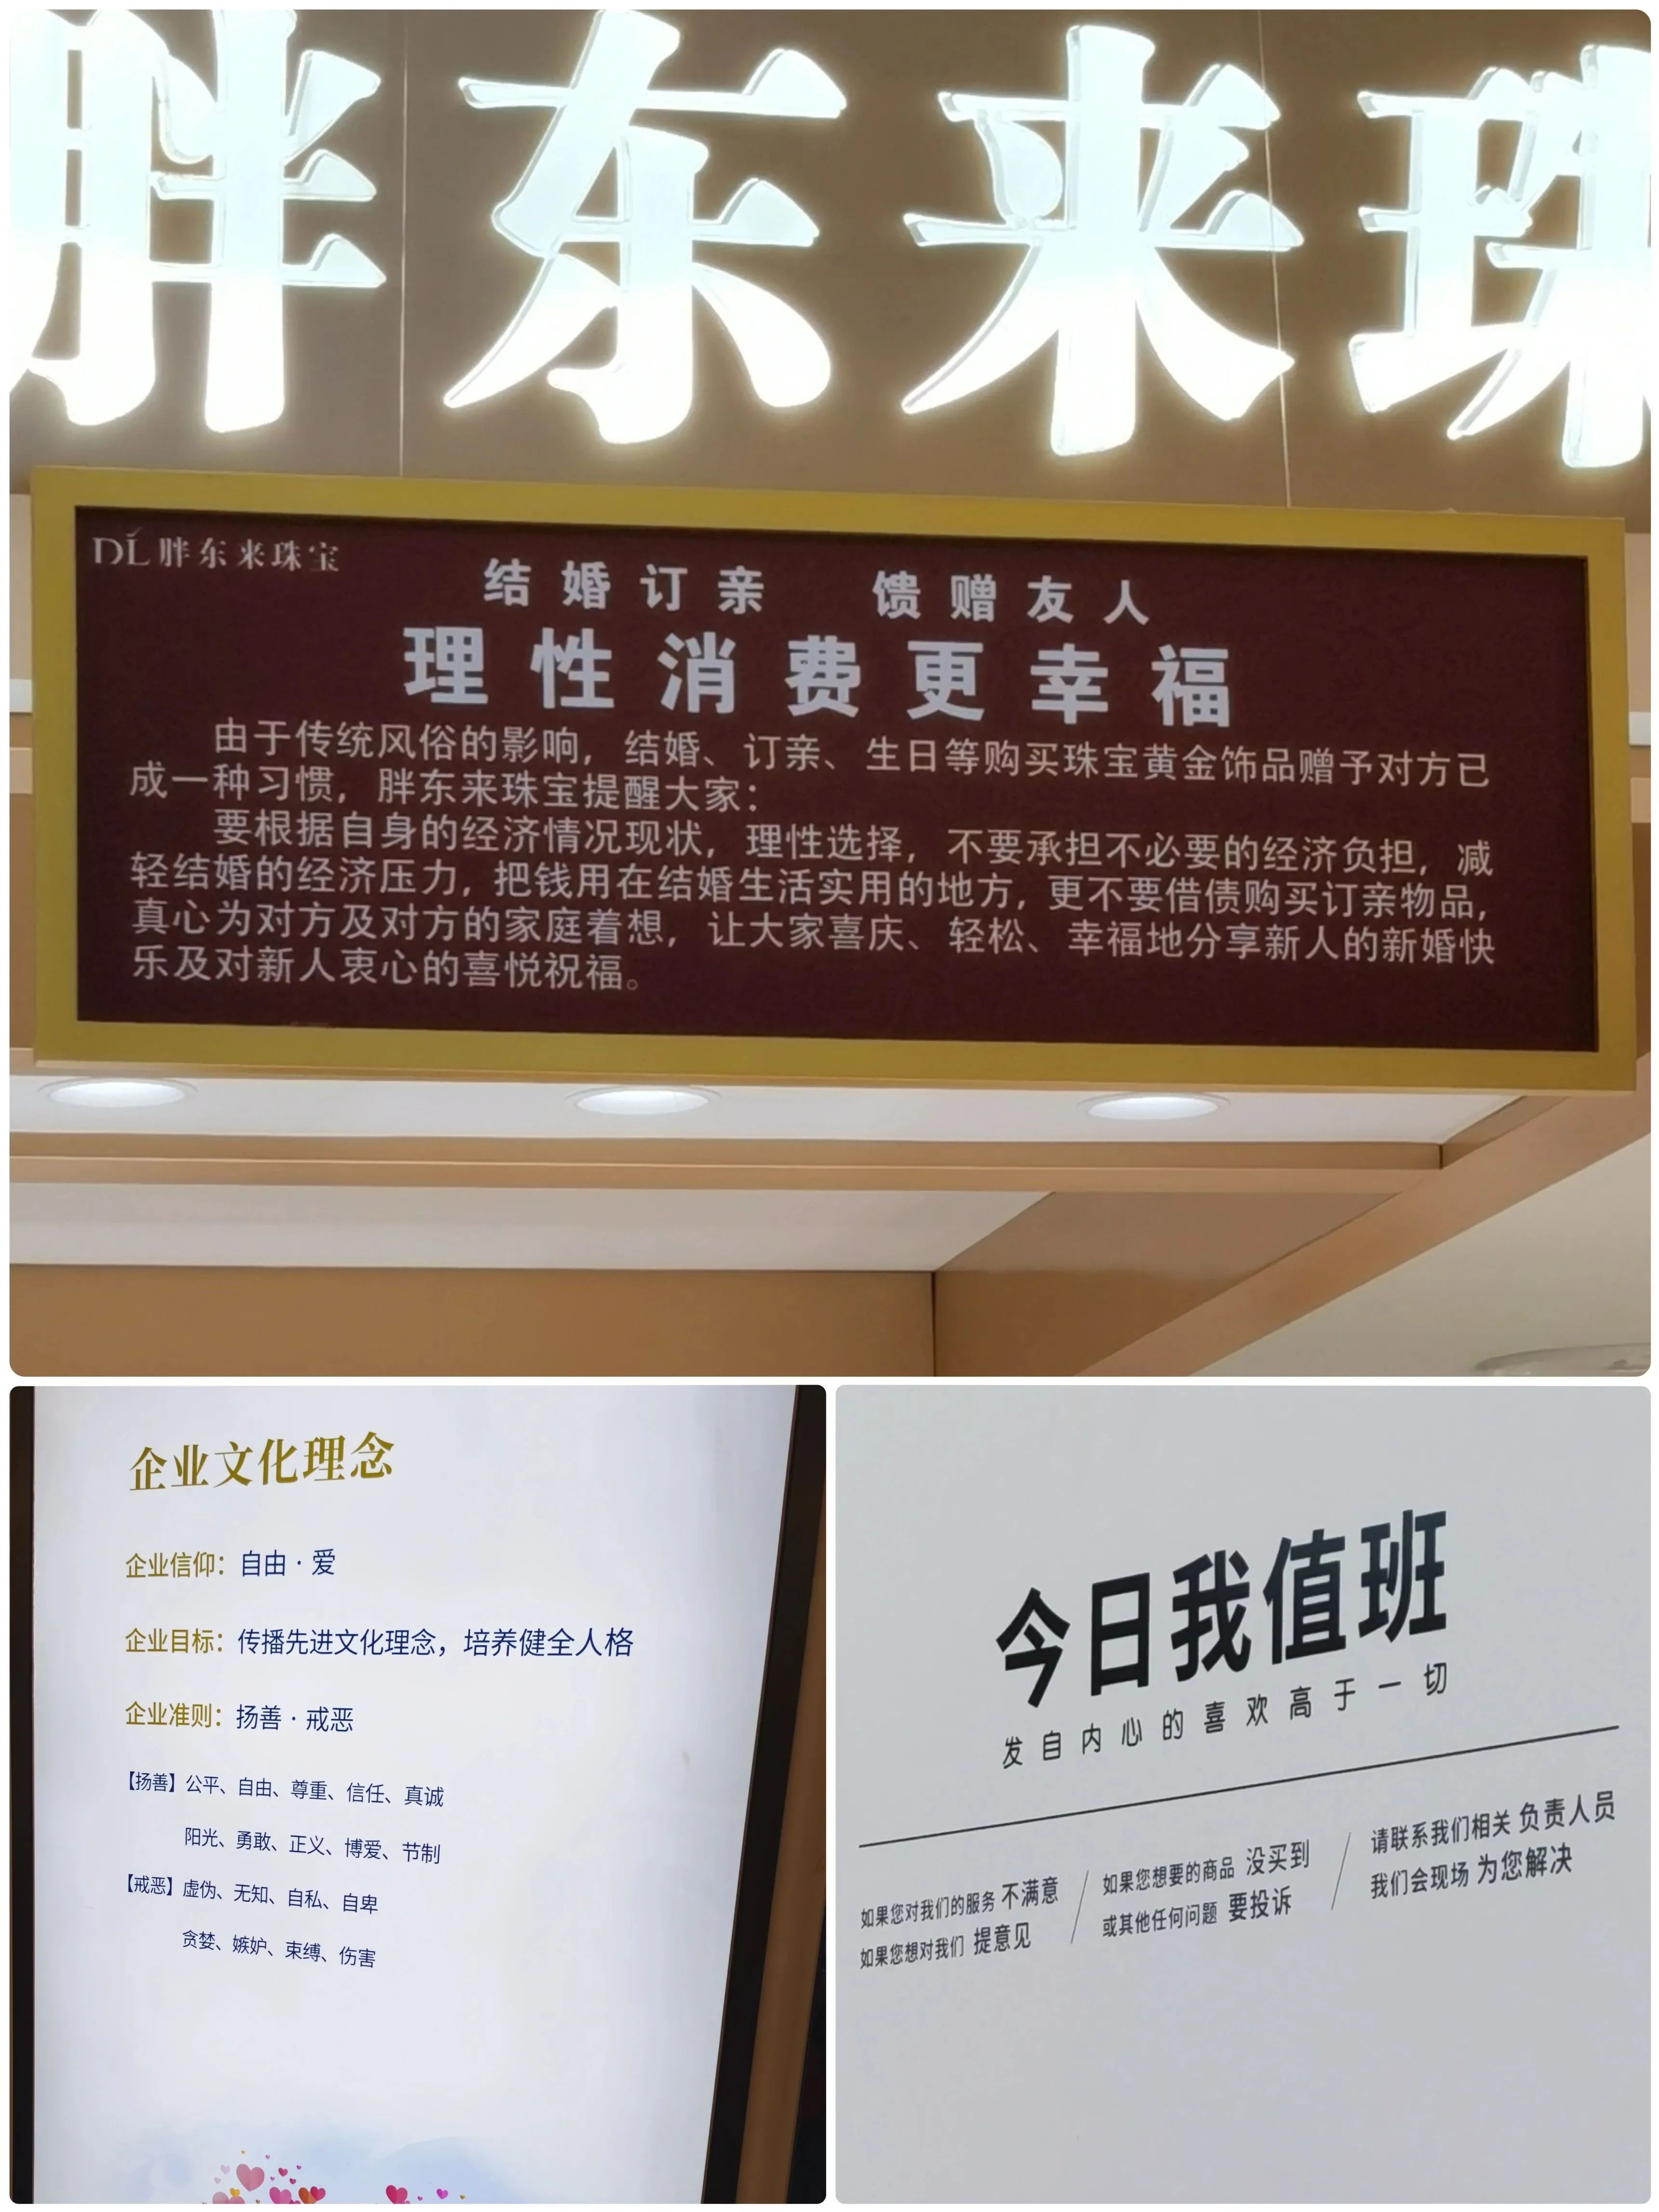 胖东来珠
DL胖东来珠宝
结婚订亲 馈赠友人
理性消费更幸福
由于传统风俗的影响，结婚、订亲、生日等购买珠宝黄金饰品赠予对方已
成一种习惯，胖东来珠宝提醒大家：
要根据自身的经济情况现状，理性选择，不要承担不必要的经济负担，减
轻结婚的经济压力，把钱用在结婚生活实用的地方，更不要借债购买订亲物品，
真心为对方及对方的家庭着想，让大家喜庆、轻松、幸福地分享新人的新婚快
乐及对新人衷心的喜悦祝福。
企业文化理念
企业信仰：自由·爱
企业目标：传播先进文化理念，培养健全人格
企业准则：扬善·戒恶
【扬善】公平、自由、尊重、信任、真诚
阳光、勇敢、正义、博爱、节制
【戒恶】虚伪、无知、自私、自卑
贪婪、嫉妒、束缚、伤害
今日我值班
发自内心的喜欢高于一切
如果您对我们的服务 不满意
如果您想对我们 提意见
如果您想要的商品 没买到
或其他任何问题 要投诉
请联系我们相关 负责人员
我们会现场 为您解决